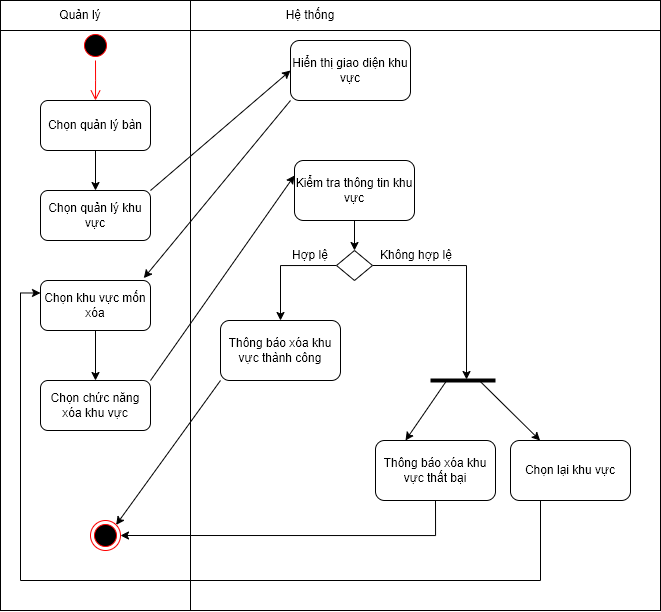 Quản lý
Hệ thống
Hiển thị giao diện khu
vực
Chọn quản lý bàn
Kiểm tra thông tin khu
vực
Chọn quản lý khu
vực
Hợp lệ
Không hợp lệ
Chọn khu vực mốn
xóa
Thông báo xóa khu
vực thành công
Chọn chức năng
xóa khu vực
Thông báo xóa khu
vực thất bại
Chọn lại khu vực